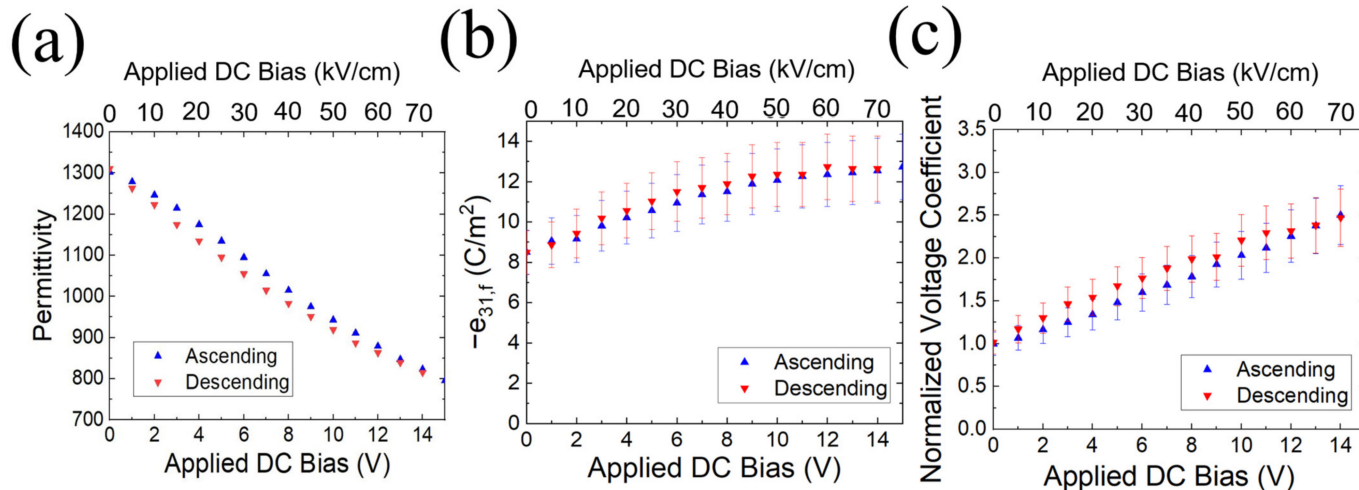 (a)
Applied DC Bias (kV/cm)
0 10 20 30 40 50 60 70
1400
1300
1200
1100
1000
900
800
700
Permittivity
Ascending
Descending
0 2 4 6 8 10 12 14
Applied DC Bias (V)
(b)
Applied DC Bias (kV/cm)
0 10 20 30 40 50 60 70
14
12
10
8
6
4
2
0
−e31,f (C/m²)
Ascending
Descending
0 2 4 6 8 10 12 14
Applied DC Bias (V)
(c)
Applied DC Bias (kV/cm)
0 10 20 30 40 50 60 70
3.5
3.0
2.5
2.0
1.5
1.0
0.5
0.0
Normalized Voltage Coefficient
Ascending
Descending
0 2 4 6 8 10 12 14
Applied DC Bias (V)